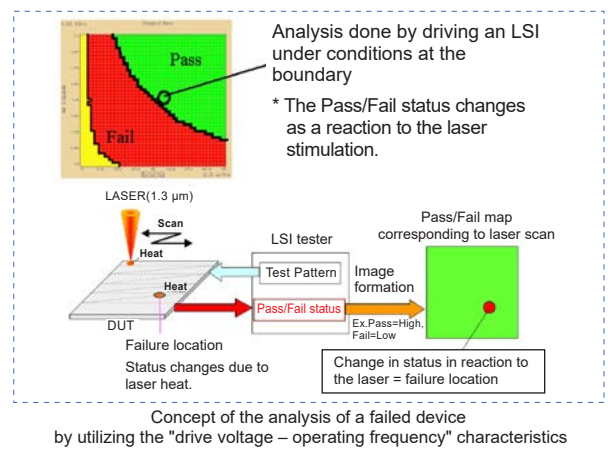 Pass
Fail
Analysis done by driving an LSI
under conditions at the
boundary
* The Pass/Fail status changes
as a reaction to the laser
stimulation.
LASER(1.3 µm)
Scan
Heat
Heat
DUT
Failure location
Status changes due to
laser heat.
LSI tester
Test Pattern
Pass/Fail status
Image
formation
Ex.Pass=High,
Fail=Low
Pass/Fail map
corresponding to laser scan
Change in status in reaction to
the laser = failure location
Concept of the analysis of a failed device
by utilizing the "drive voltage – operating frequency" characteristics